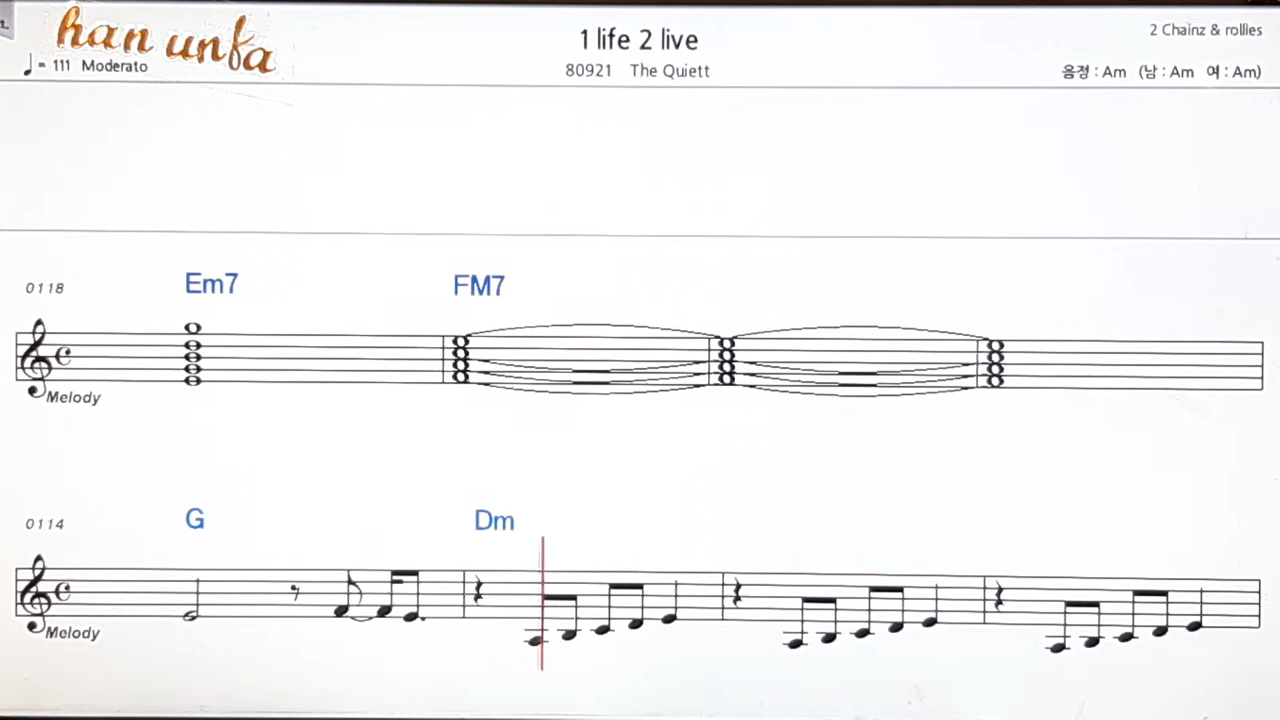 t.
han unfa
1 life 2 live
2 Chainz & rollies
♩= 111 Moderato
80921 The Quiett
음정 : Am (남 : Am 여 : Am)
0118
Em7 FM7
Melody
0114
G Dm
Melody